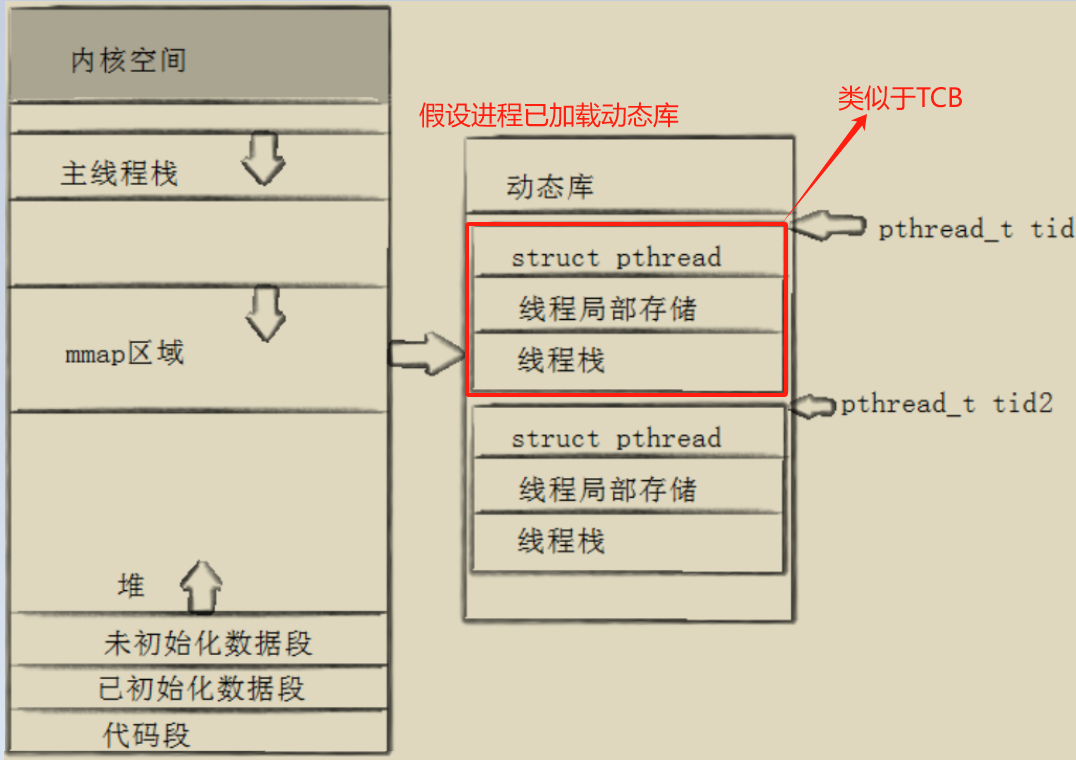 内核空间
主线程栈
mmap区域
堆
未初始化数据段
已初始化数据段
代码段
假设进程已加载动态库
类似于TCB
动态库
struct pthread
线程局部存储
线程栈
pthread_t tid
struct pthread
线程局部存储
线程栈
pthread_t tid2